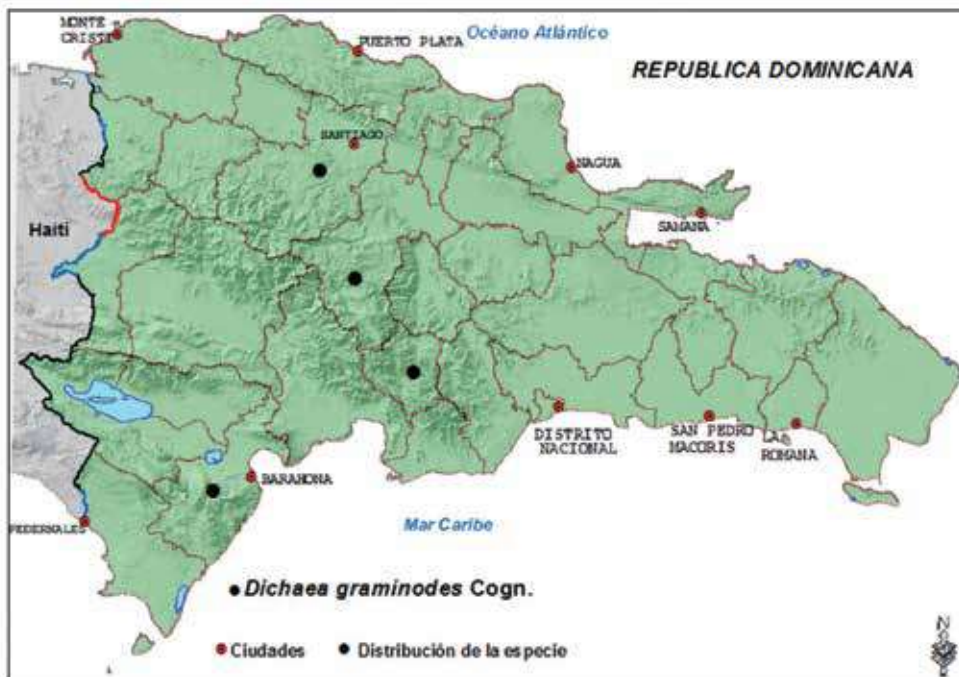 MONTE
CRISTI
PUERTO PLATA
Océano Atlántico
REPUBLICA DOMINICANA
SANTIAGO
NAGUA
Haiti
SAMANA
DISTRITO
NACIONAL
SAN PEDRO
MACORIS
LA
ROMANA
BARAHONA
PEDERNALES
Mar Caribe
Dichaea graminodes Cogn.
Ciudades
Distribución de la especie
N